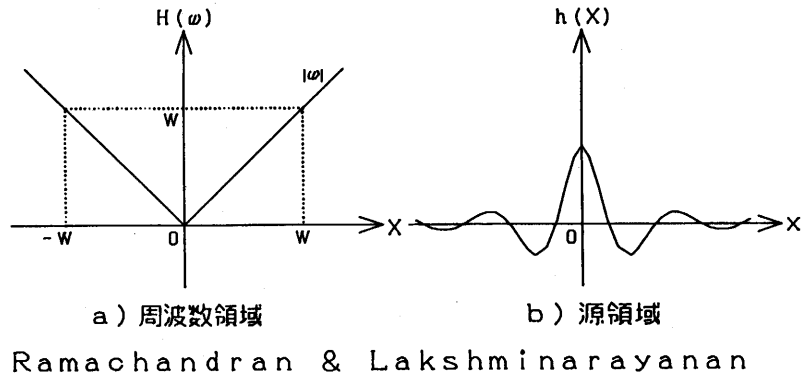 H(ω) h(X)
|ω|
W
X X
-W 0 W 0
a) 周波数領域 b) 源領域
Ramachandran & Lakshminarayanan